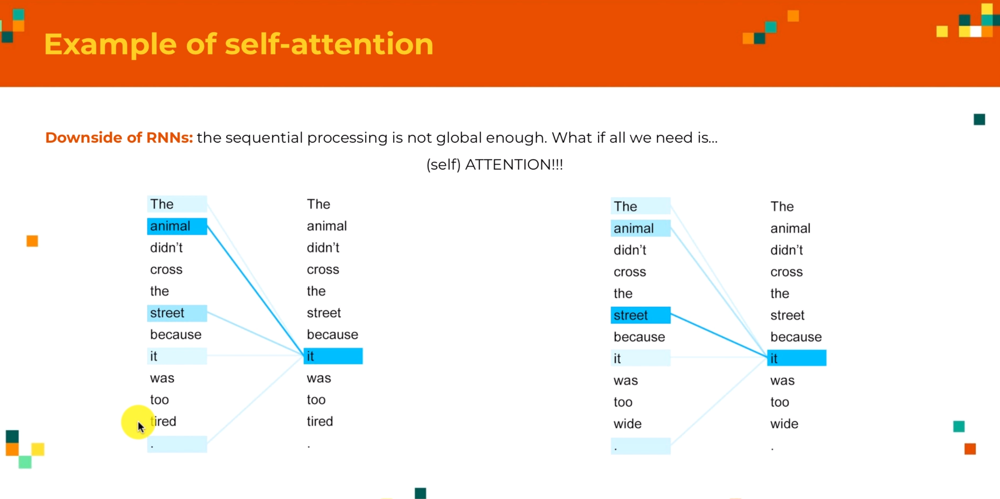 Example of self-attention
Downside of RNNs: the sequential processing is not global enough. What if all we need is...
(self) ATTENTION!!!
The
animal
didn’t
cross
the
street
because
it
was
too
tired
.
The
animal
didn’t
cross
the
street
because
it
was
too
tired
.
The
animal
didn’t
cross
the
street
because
it
was
too
wide
.
The
animal
didn’t
cross
the
street
because
it
was
too
wide
.